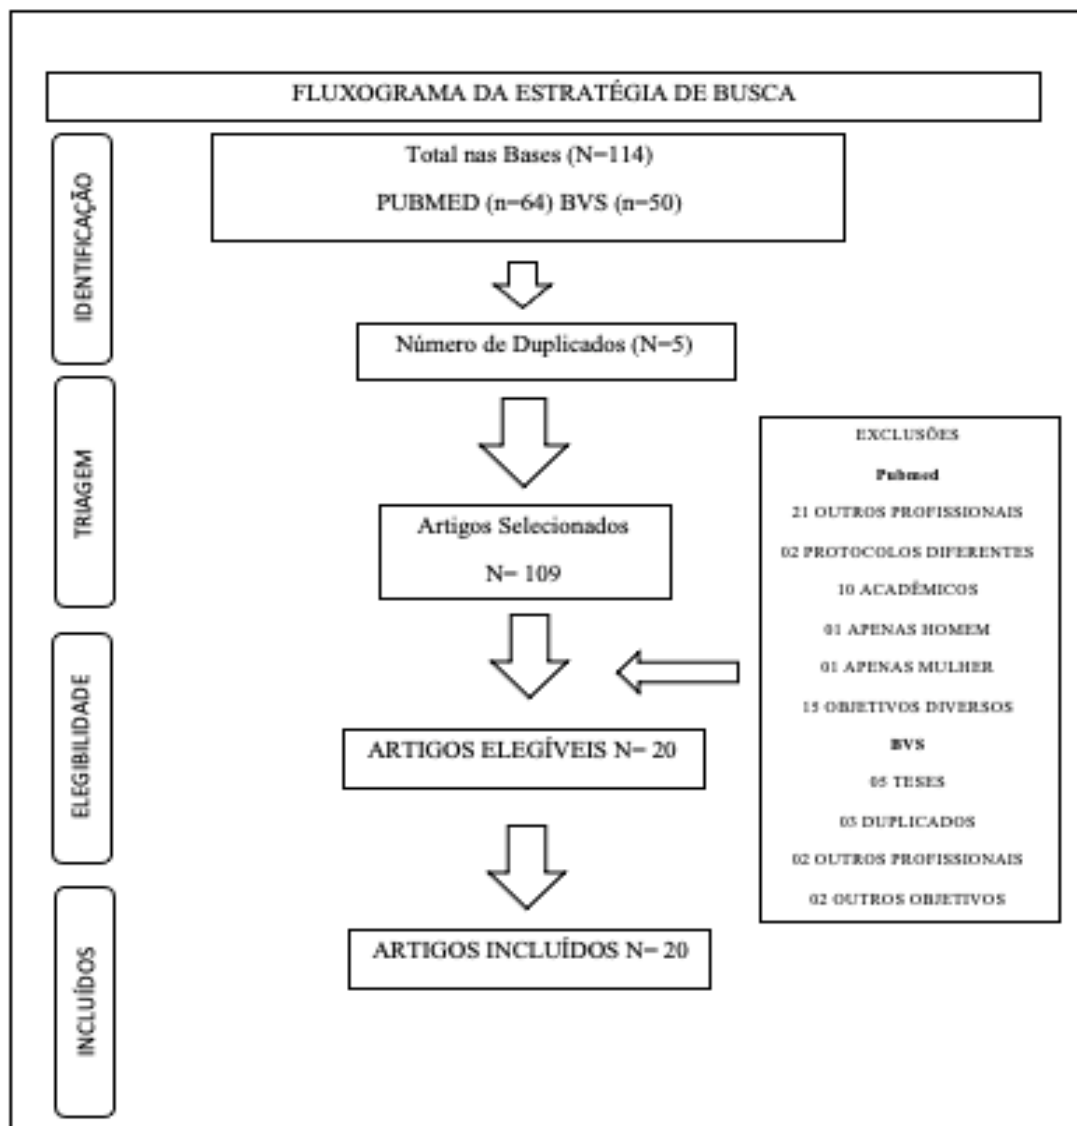 FLUXOGRAMA DA ESTRATÉGIA DE BUSCA
IDENTIFICAÇÃO
Total nas Bases (N=114)
PUBMED (n=64) BVS (n=50)
Número de Duplicados (N=5)
TRIAGEM
Artigos Selecionados
N= 109
EXCLUSÕES
Pubmed
21 OUTROS PROFISSIONAIS
02 PROTOCOLOS DIFERENTES
10 ACADÊMICOS
01 APENAS HOMEM
01 APENAS MULHER
15 OBJETIVOS DIVERSOS
BVS
05 TESES
03 DUPLICADOS
02 OUTROS PROFISSIONAIS
02 OUTROS OBJETIVOS
ELEGIBILIDADE
ARTIGOS ELEGÍVEIS N= 20
INCLUÍDOS
ARTIGOS INCLUÍDOS N= 20